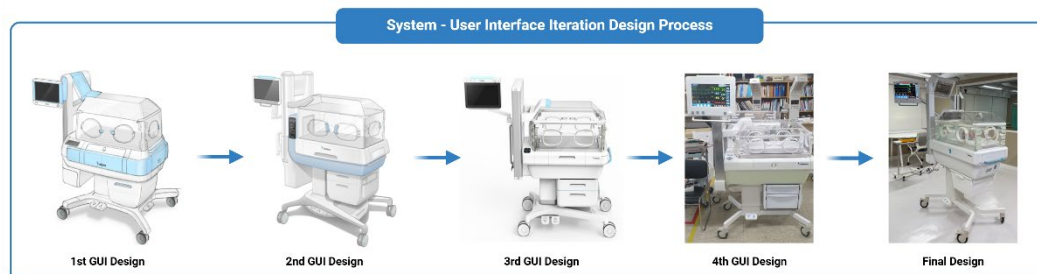 System - User Interface Iteration Design Process
1st GUI Design
2nd GUI Design
3rd GUI Design
4th GUI Design
Final Design